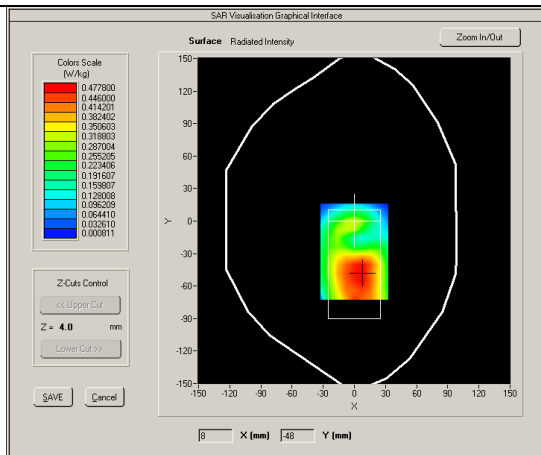 SAR Visualisation Graphical Interface
Surface Radiated Intensity
Zoom In/Out
Colors Scale
(W/kg)
0.477800
0.446000
0.414201
0.382402
0.350603
0.318803
0.287004
0.255205
0.223406
0.191607
0.159807
0.128008
0.096209
0.064410
0.032610
0.000811
Z-Cuts Control
<< Upper Cut
Z = 4.0 mm
Lower Cut >>
SAVE
Cancel
150
120
90
60
30
0
-30
-60
-90
-120
-150
Y
-150 -120 -90 -60 -30 0 30 60 90 120 150
X
8 X (mm) -48 Y (mm)